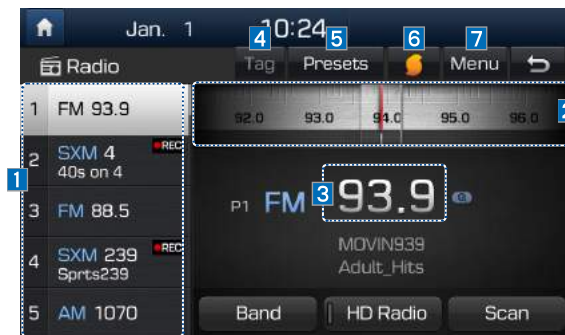 Jan. 1 10:24
4 5 6 7
Radio Tag Presets Menu
1 FM 93.9
92.0 93.0 94.0 95.0 96.0 2
2 SXM 4 REC
40s on 4
1
3 FM 88.5
P1 FM 3 93.9
MOVIN939
Adult_Hits
4 SXM 239 REC
Sprts239
5 AM 1070
Band HD Radio Scan